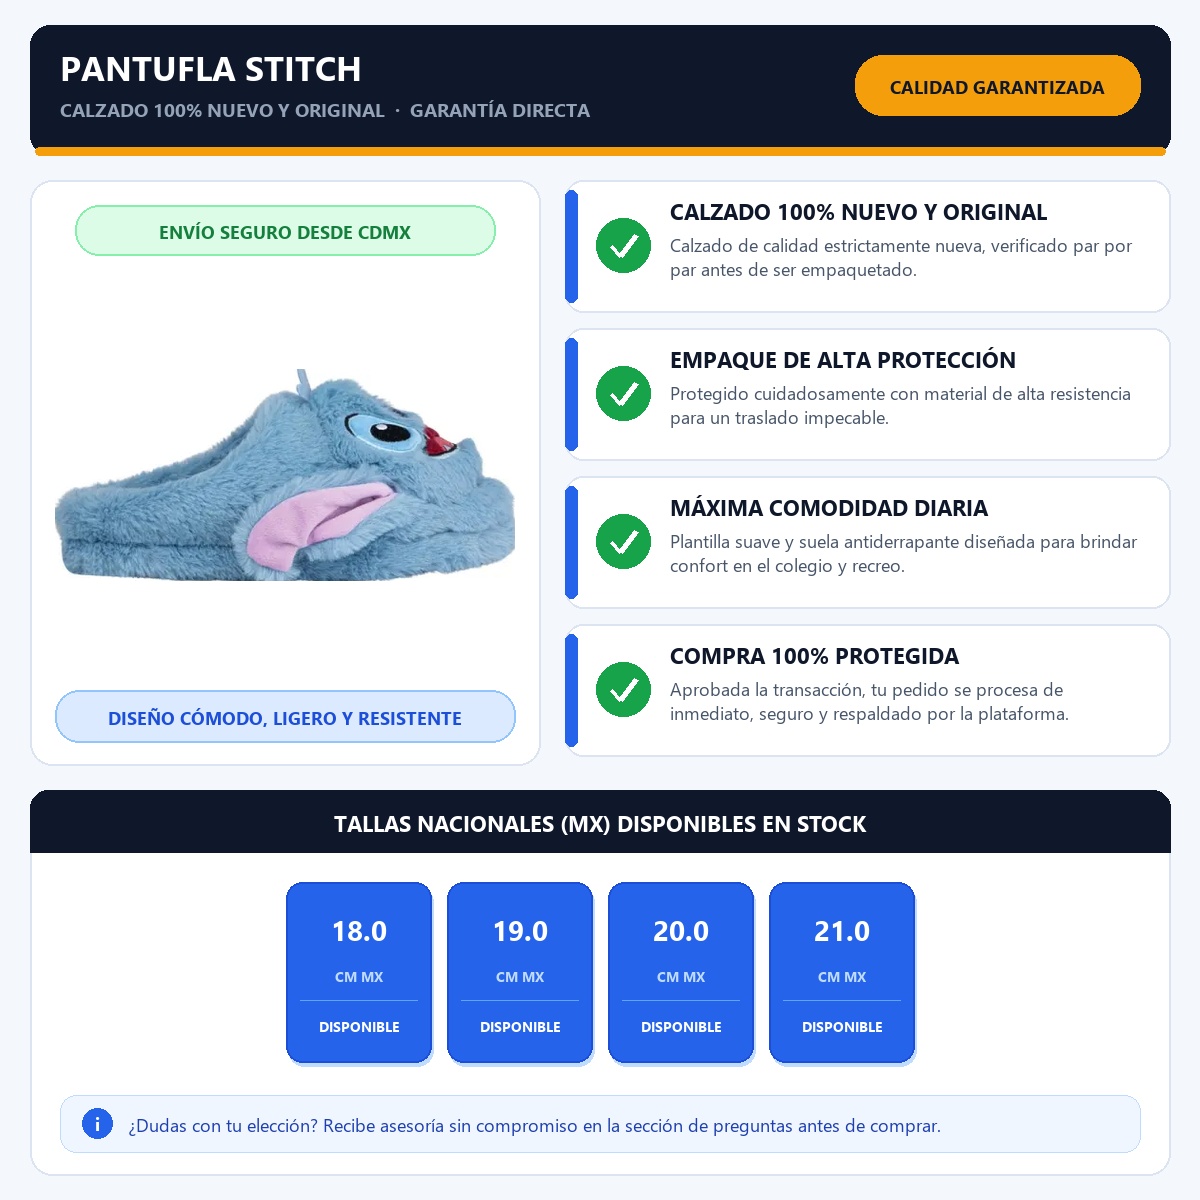 PANTUFLA STITCH
CALZADO 100% NUEVO Y ORIGINAL · GARANTÍA DIRECTA
CALIDAD GARANTIZADA
ENVÍO SEGURO DESDE CDMX
DISEÑO CÓMODO, LIGERO Y RESISTENTE
CALZADO 100% NUEVO Y ORIGINAL
Calzado de calidad estrictamente nueva, verificado par por
par antes de ser empaquetado.
EMPAQUE DE ALTA PROTECCIÓN
Protegido cuidadosamente con material de alta resistencia
para un traslado impecable.
MÁXIMA COMODIDAD DIARIA
Plantilla suave y suela antiderrapante diseñada para brindar
confort en el colegio y recreo.
COMPRA 100% PROTEGIDA
Aprobada la transacción, tu pedido se procesa de
inmediato, seguro y respaldado por la plataforma.
TALLAS NACIONALES (MX) DISPONIBLES EN STOCK
18.0
CM MX
DISPONIBLE
19.0
CM MX
DISPONIBLE
20.0
CM MX
DISPONIBLE
21.0
CM MX
DISPONIBLE
¿Dudas con tu elección? Recibe asesoría sin compromiso en la sección de preguntas antes de comprar.